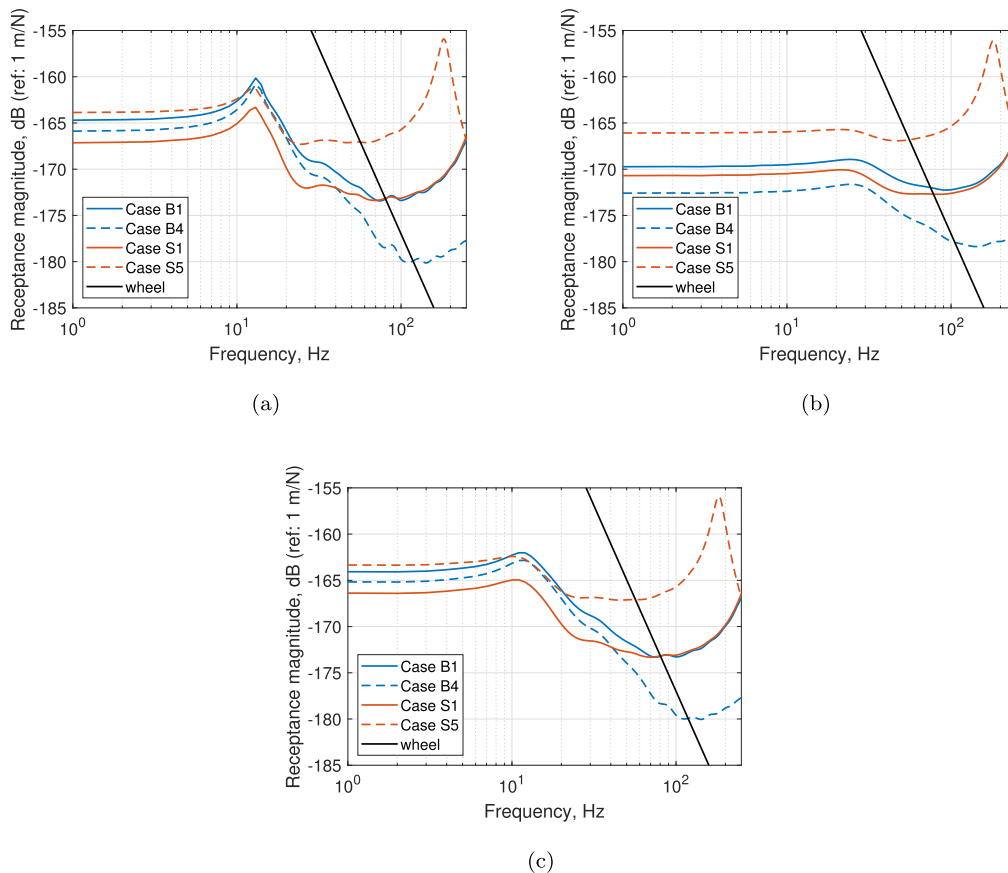 Receptance magnitude, dB (ref: 1 m/N)
-155
-160
-165
-170
-175
-180
-185
Case B1
Case B4
Case S1
Case S5
wheel
10^0
10^1
10^2
Frequency, Hz
(a)
Receptance magnitude, dB (ref: 1 m/N)
-155
-160
-165
-170
-175
-180
-185
Case B1
Case B4
Case S1
Case S5
wheel
10^0
10^1
10^2
Frequency, Hz
(b)
Receptance magnitude, dB (ref: 1 m/N)
-155
-160
-165
-170
-175
-180
-185
Case B1
Case B4
Case S1
Case S5
wheel
10^0
10^1
10^2
Frequency, Hz
(c)